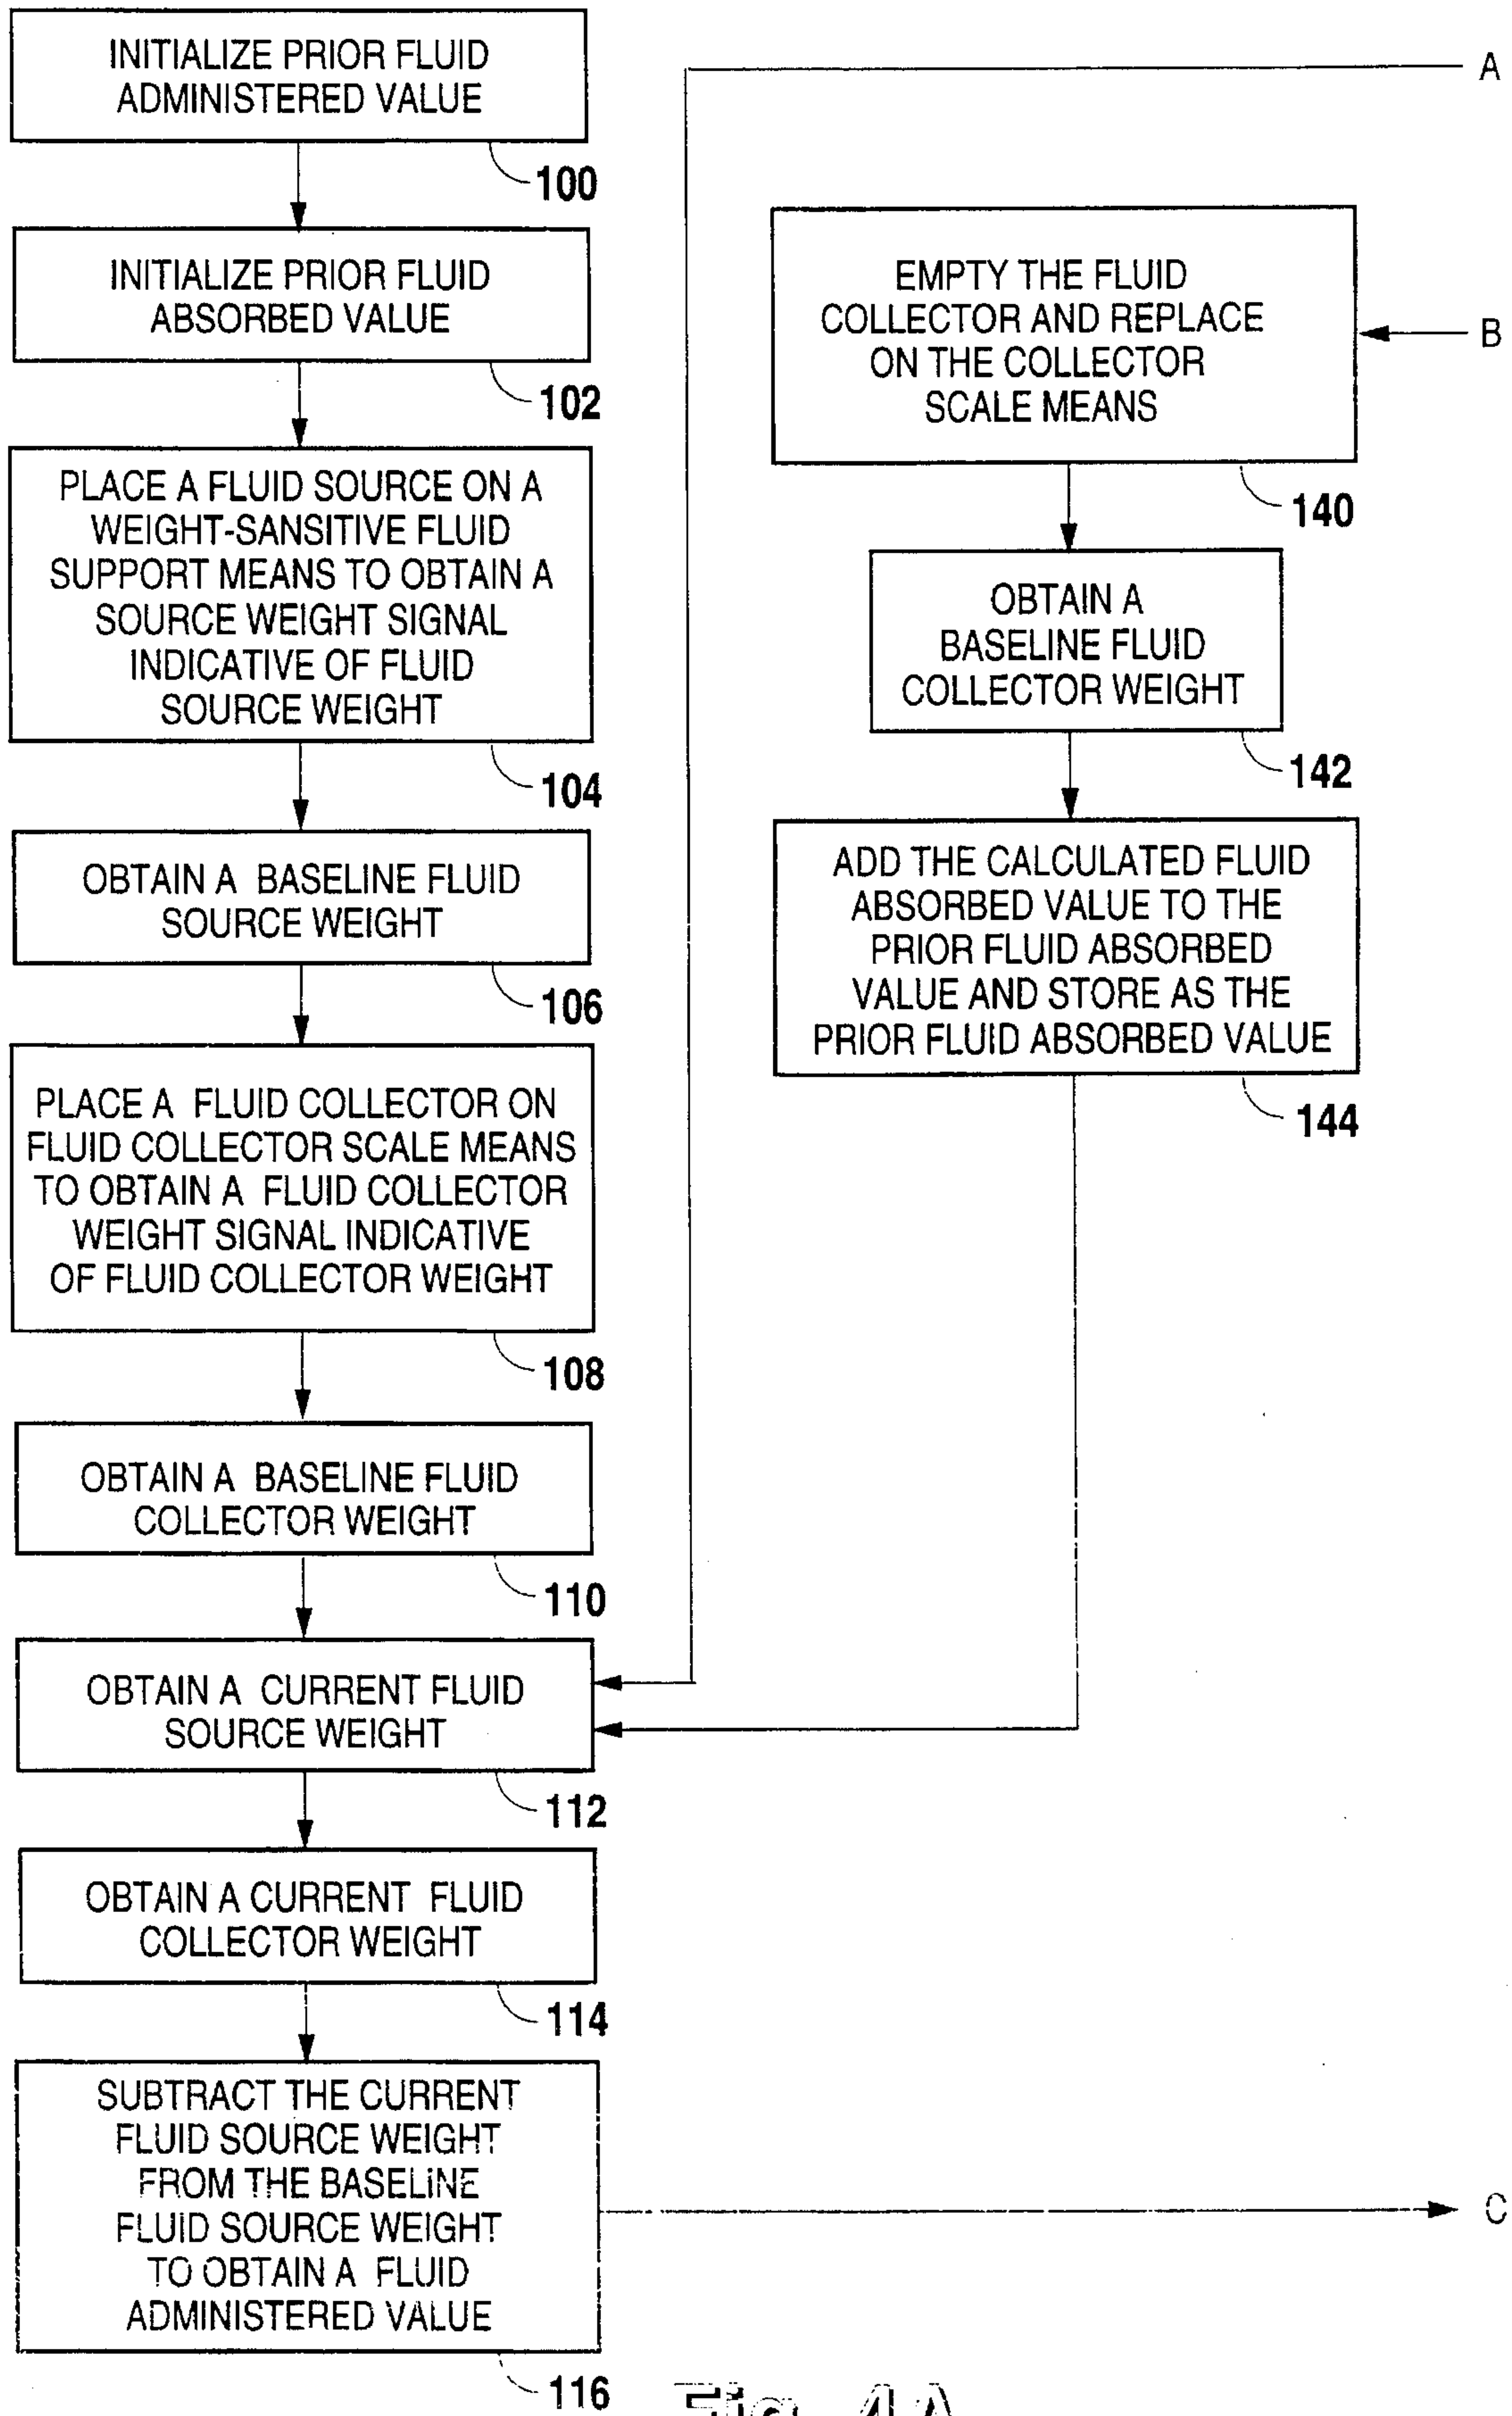 INITIALIZE PRIOR FLUID
ADMINISTERED VALUE
100
INITIALIZE PRIOR FLUID
ABSORBED VALUE
102
PLACE A FLUID SOURCE ON A
WEIGHT-SANSITIVE FLUID
SUPPORT MEANS TO OBTAIN A
SOURCE WEIGHT SIGNAL
INDICATIVE OF FLUID
SOURCE WEIGHT
104
OBTAIN A BASELINE FLUID
SOURCE WEIGHT
106
PLACE A FLUID COLLECTOR ON
FLUID COLLECTOR SCALE MEANS
TO OBTAIN A FLUID COLLECTOR
WEIGHT SIGNAL INDICATIVE
OF FLUID COLLECTOR WEIGHT
108
OBTAIN A BASELINE FLUID
COLLECTOR WEIGHT
110
OBTAIN A CURRENT FLUID
SOURCE WEIGHT
112
OBTAIN A CURRENT FLUID
COLLECTOR WEIGHT
114
SUBTRACT THE CURRENT
FLUID SOURCE WEIGHT
FROM THE BASELINE
FLUID SOURCE WEIGHT
TO OBTAIN A FLUID
ADMINISTERED VALUE
116
A
EMPTY THE FLUID
COLLECTOR AND REPLACE
ON THE COLLECTOR
SCALE MEANS
B
140
OBTAIN A
BASELINE FLUID
COLLECTOR WEIGHT
142
ADD THE CALCULATED FLUID
ABSORBED VALUE TO THE
PRIOR FLUID ABSORBED
VALUE AND STORE AS THE
PRIOR FLUID ABSORBED VALUE
144
C
Fig. 4A